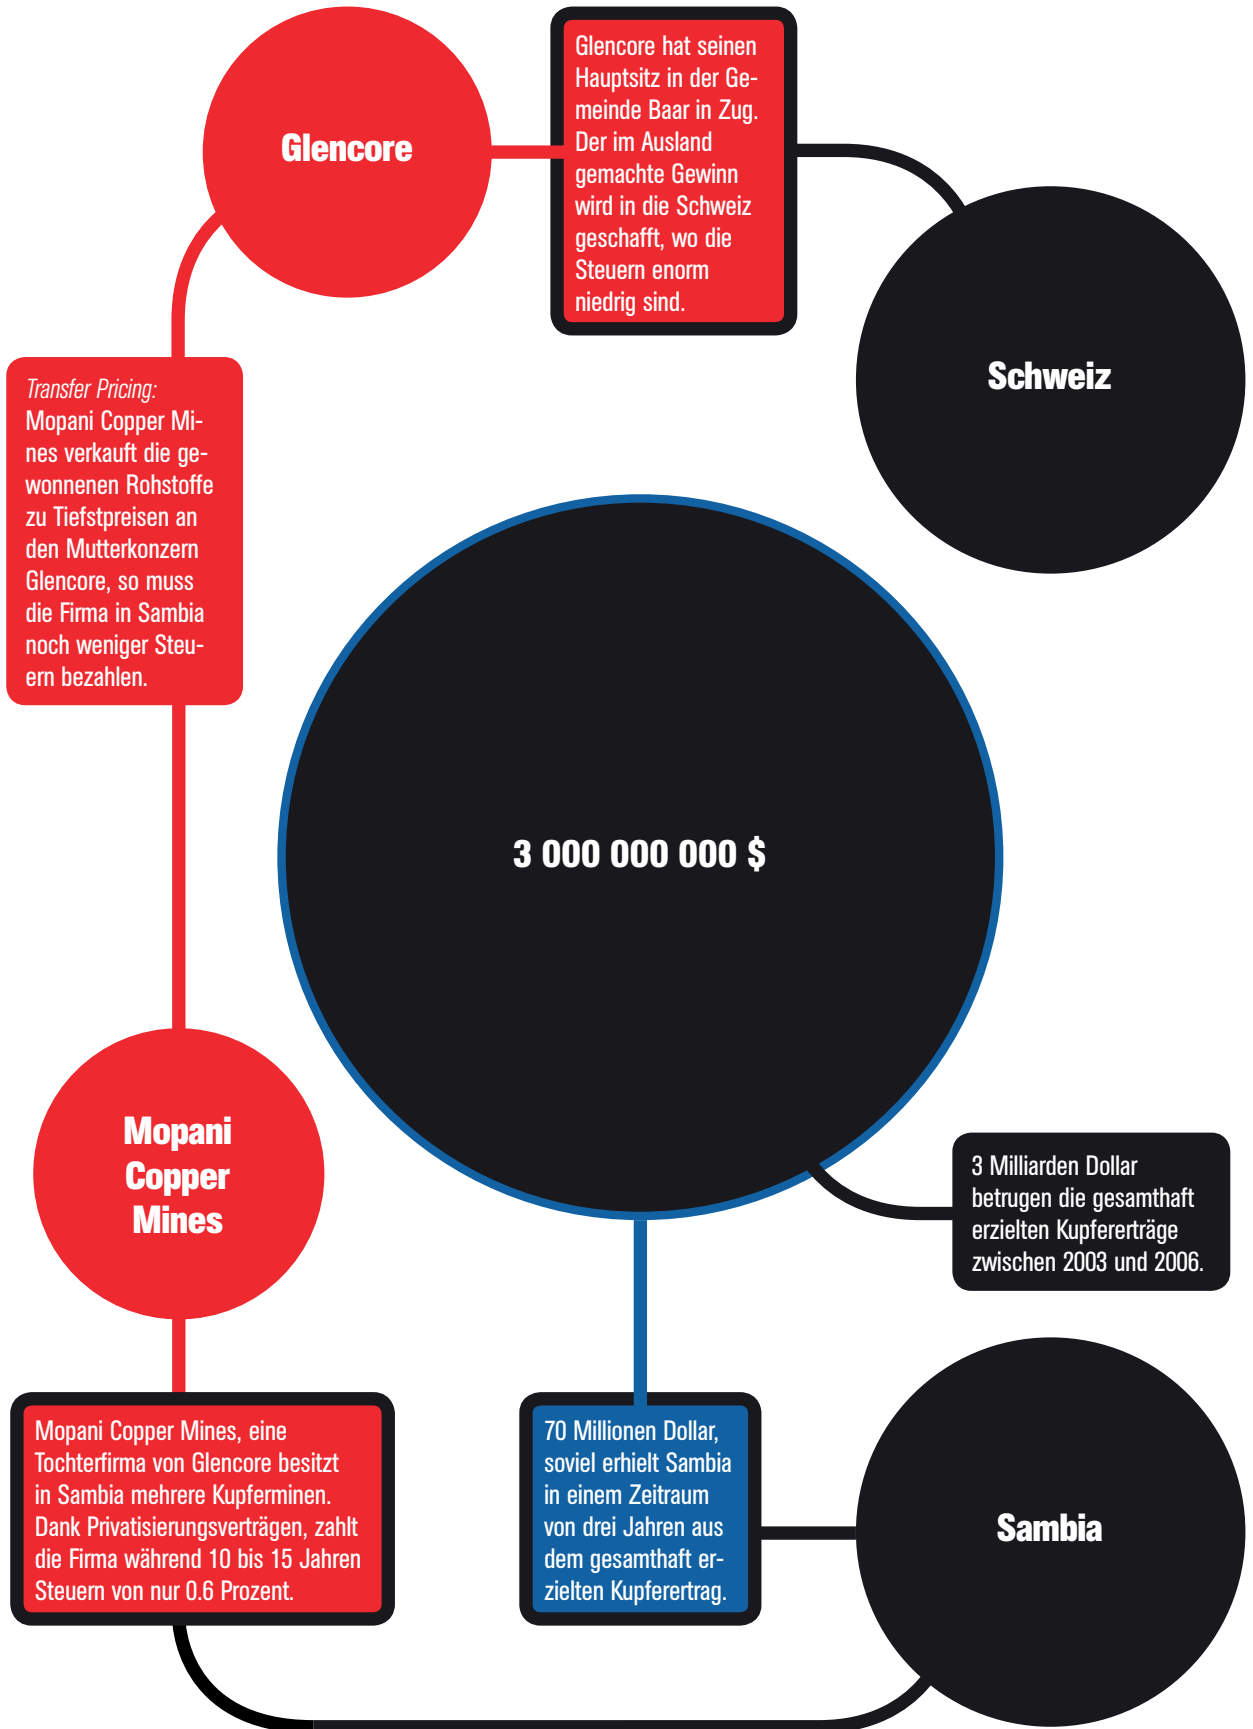 Glencore
Glencore hat seinen
Hauptsitz in der Ge-
meinde Baar in Zug.
Der im Ausland
gemachte Gewinn
wird in die Schweiz
geschafft, wo die
Steuern enorm
niedrig sind.
Schweiz
Transfer Pricing:
Mopani Copper Mi-
nes verkauft die ge-
wonnenen Rohstoffe
zu Tiefstpreisen an
den Mutterkonzern
Glencore, so muss
die Firma in Sambia
noch weniger Steu-
ern bezahlen.
3 000 000 000 $
Mopani
Copper
Mines
3 Milliarden Dollar
betrugen die gesamthaft
erzielten Kupfererträge
zwischen 2003 und 2006.
Mopani Copper Mines, eine
Tochterfirma von Glencore besitzt
in Sambia mehrere Kupferminen.
Dank Privatisierungsverträgen, zahlt
die Firma während 10 bis 15 Jahren
Steuern von nur 0.6 Prozent.
70 Millionen Dollar,
soviel erhielt Sambia
in einem Zeitraum
von drei Jahren aus
dem gesamthaft er-
zielten Kupferertrag.
Sambia